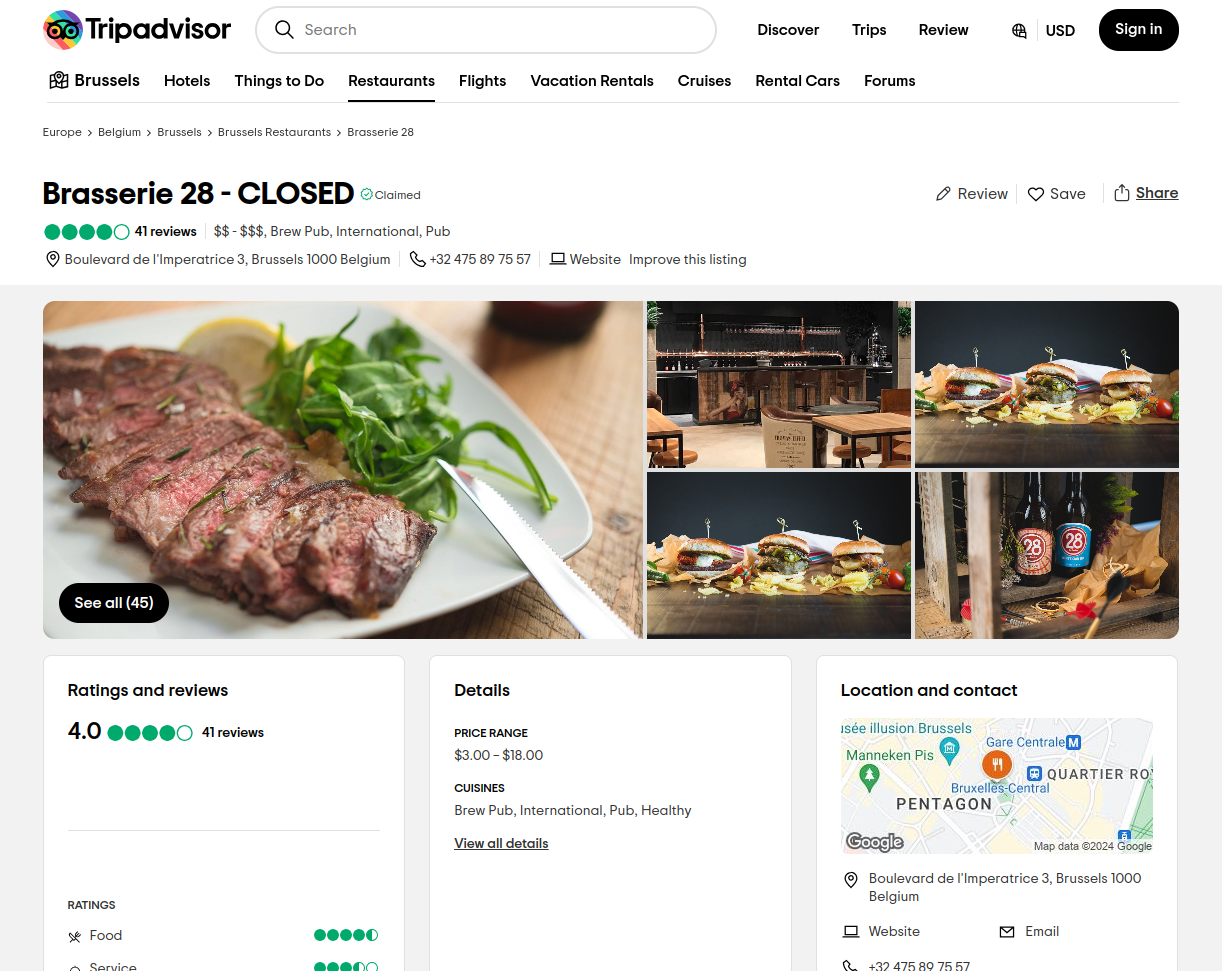 Tripadvisor
Search
Discover
Trips
Review
USD
Sign in
Brussels
Hotels
Things to Do
Restaurants
Flights
Vacation Rentals
Cruises
Rental Cars
Forums
Europe > Belgium > Brussels > Brussels Restaurants > Brasserie 28
Brasserie 28 - CLOSED
Claimed
Review
Save
Share
41 reviews
$$ - $$$, Brew Pub, International, Pub
Boulevard de l'Imperatrice 3, Brussels 1000 Belgium
+32 475 89 75 57
Website
Improve this listing
See all (45)
28
28
Ratings and reviews
4.0
41 reviews
RATINGS
Food
Service
Details
PRICE RANGE
$3.00 - $18.00
CUISINES
Brew Pub, International, Pub, Healthy
View all details
Location and contact
usée illusion Brussels
Gare Centrale
M
Manneken Pis
QUARTIER ROY
Bruxelles-Central
PENTAGON
Google
Map data ©2024 Google
Boulevard de l'Imperatrice 3, Brussels 1000
Belgium
Website
Email
+32 475 89 75 57